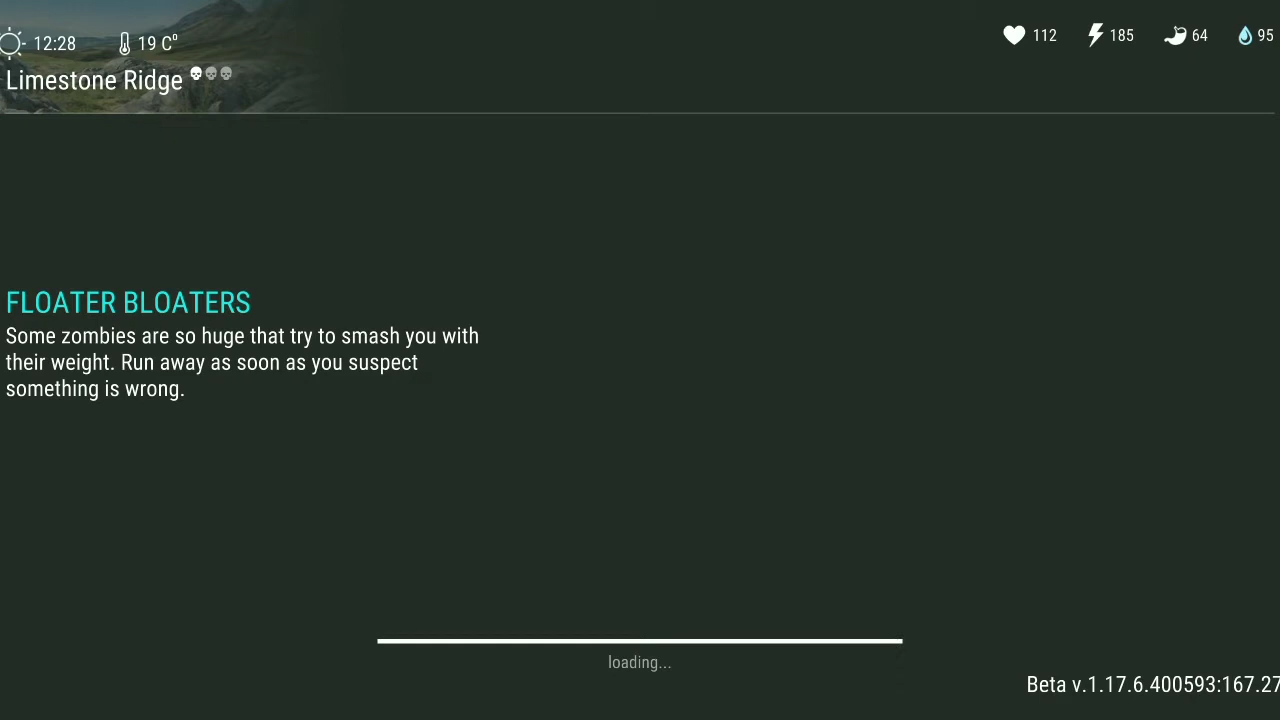 12:28 19 C°
112 185 64 95
Limestone Ridge
FLOATER BLOATERS
Some zombies are so huge that try to smash you with
their weight. Run away as soon as you suspect
something is wrong.
loading...
Beta v.1.17.6.400593:167.27